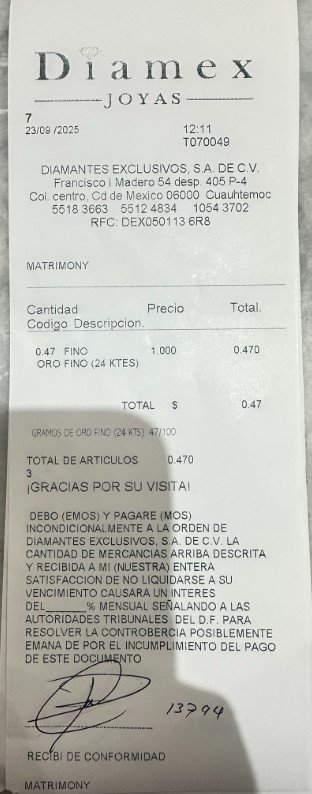 Diamex
JOYAS
7
23/09/2025 12:11
T070049
DIAMANTES EXCLUSIVOS, S.A. DE C.V.
Francisco I Madero 54 desp. 405 P-4
Col. centro, Cd de Mexico 06000 Cuauhtemoc
5518 3663 5512 4834 1054 3702
RFC: DEX050113 6R8
MATRIMONY
Cantidad Precio Total.
Codigo Descripcion.
0.47 FINO 1.000 0.470
ORO FINO (24 KTES)
TOTAL $ 0.47
GRAMOS DE ORO FINO (24 KTS) 47/100
TOTAL DE ARTICULOS 0.470
3
¡GRACIAS POR SU VISITA!
DEBO (EMOS) Y PAGARE (MOS)
INCONDICIONALMENTE A LA ORDEN DE
DIAMANTES EXCLUSIVOS, S.A. DE C.V. LA
CANTIDAD DE MERCANCIAS ARRIBA DESCRITA
Y RECIBIDA A MI (NUESTRA) ENTERA
SATISFACCION DE NO LIQUIDARSE A SU
VENCIMIENTO CAUSARA UN INTERES
DEL______% MENSUAL SEÑALANDO A LAS
AUTORIDADES TRIBUNALES DEL D.F. PARA
RESOLVER LA CONTROBERCIA POSIBLEMENTE
EMANA DE POR EL INCUMPLIMIENTO DEL PAGO
DE ESTE DOCUMENTO
13794
RECIBI DE CONFORMIDAD
MATRIMONY